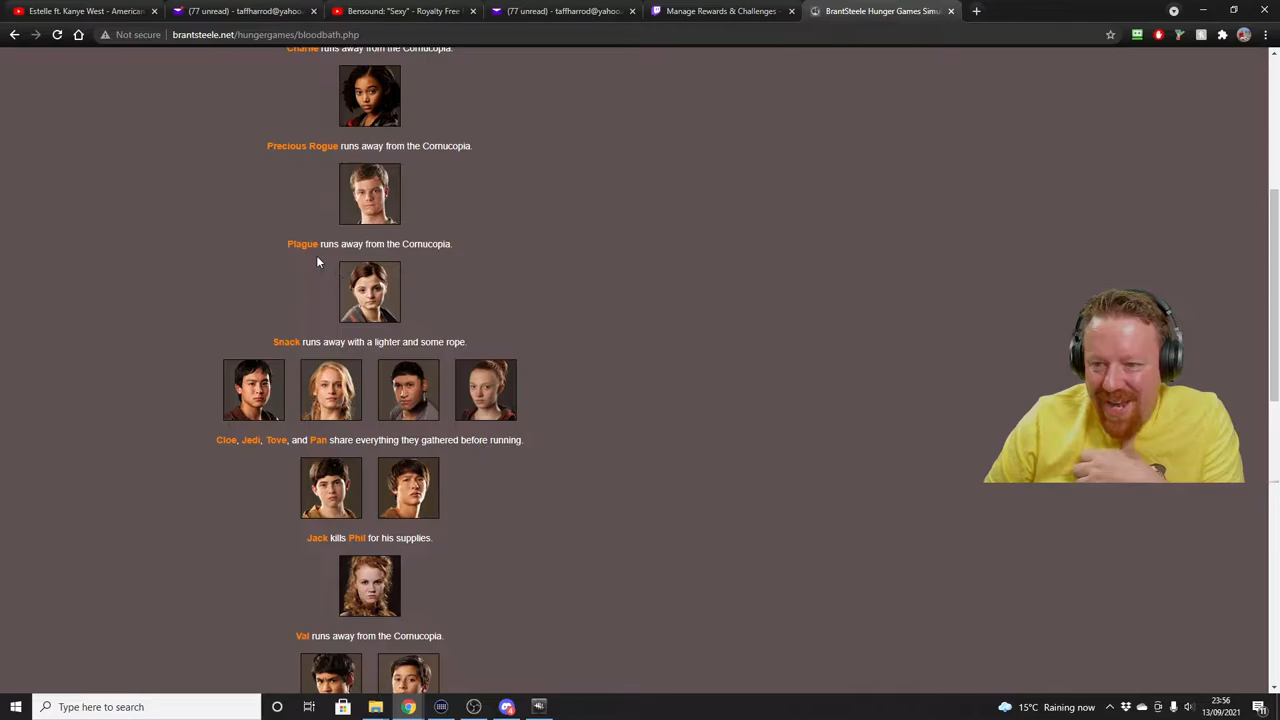 Estelle ft. Kanye West - American
(77 unread) - taffharrod@yahoo.
Bensound: "Sexy" - Royalty Free
(77 unread) - taffharrod@yahoo.
Manage Rewards & Challenges
BrantSteele Hunger Games Simu
Not secure brantsteele.net/hungergames/bloodbath.php
Charlie runs away from the Cornucopia.
Precious Rogue runs away from the Cornucopia.
Plague runs away from the Cornucopia.
Snack runs away with a lighter and some rope.
Cloe, Jedi, Tove, and Pan share everything they gathered before running.
Jack kills Phil for his supplies.
Val runs away from the Cornucopia.
Type here to search
15°C Raining now
23:56
13/09/2021